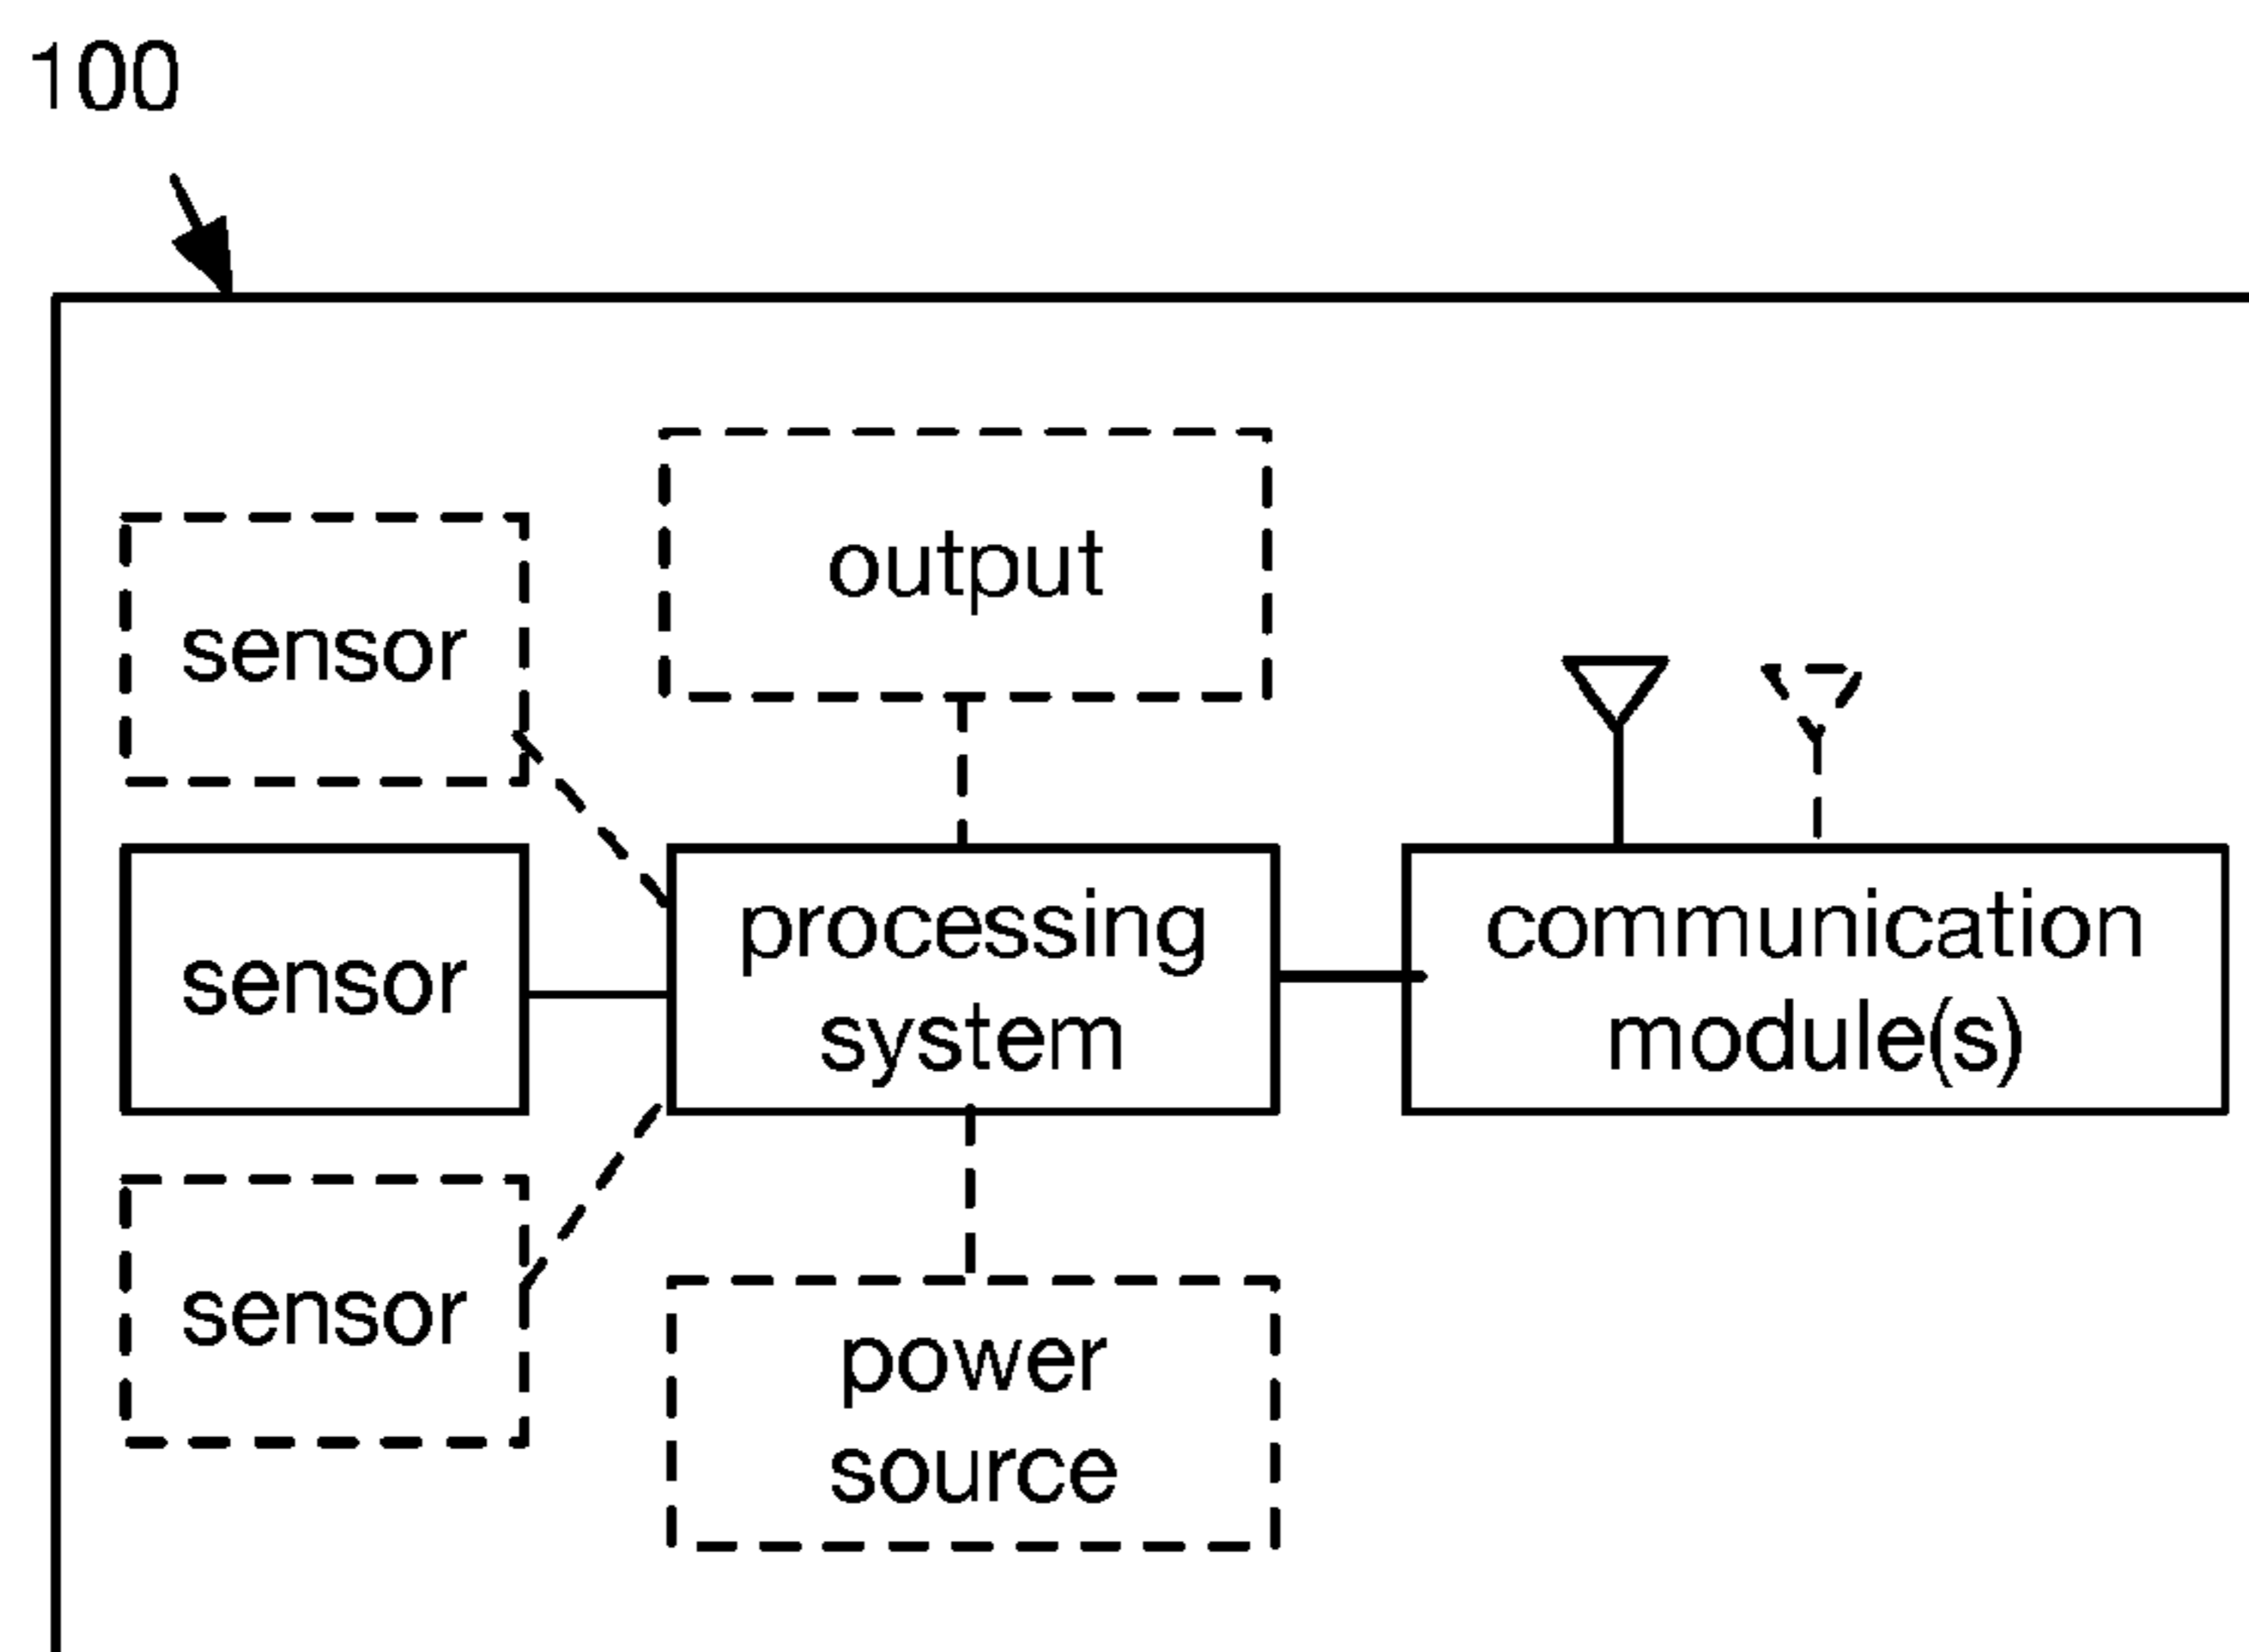 100
output
sensor
sensor
processing
system
communication
module(s)
sensor
power
source